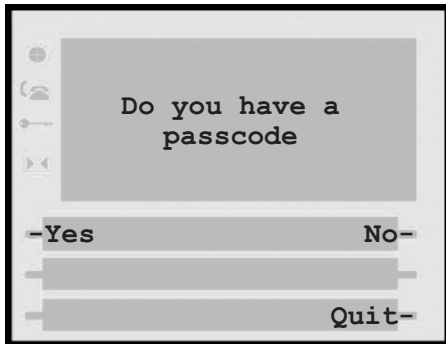 Do you have a
passcode
-Yes No-
Quit-